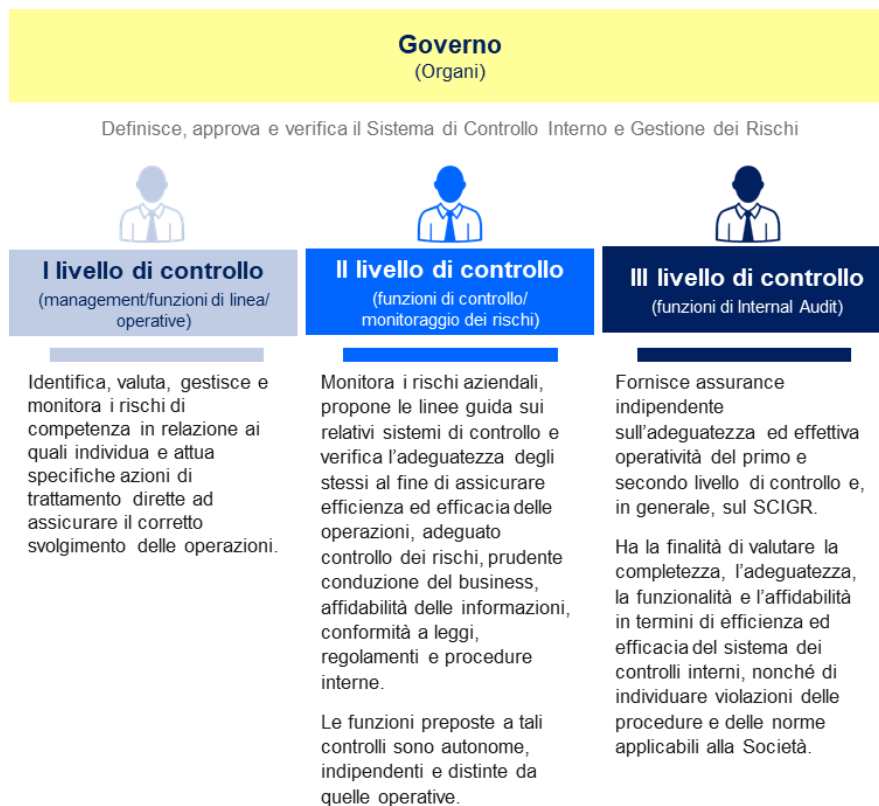 Governo
(Organi)
Definisce, approva e verifica il Sistema di Controllo Interno e Gestione dei Rischi
I livello di controllo
(management/funzioni di linea/
operative)
Identifica, valuta, gestisce e
monitora i rischi di
competenza in relazione ai
quali individua e attua
specifiche azioni di
trattamento dirette ad
assicurare il corretto
svolgimento delle operazioni.
II livello di controllo
(funzioni di controllo/
monitoraggio dei rischi)
Monitora i rischi aziendali,
propone le linee guida sui
relativi sistemi di controllo e
verifica l’adeguatezza degli
stessi al fine di assicurare
efficienza ed efficacia delle
operazioni, adeguato
controllo dei rischi, prudente
conduzione del business,
affidabilità delle informazioni,
conformità a leggi,
regolamenti e procedure
interne.
Le funzioni preposte a tali
controlli sono autonome,
indipendenti e distinte da
quelle operative.
III livello di controllo
(funzioni di Internal Audit)
Fornisce assurance
indipendente
sull’adeguatezza ed effettiva
operatività del primo e
secondo livello di controllo e,
in generale, sul SCIGR.
Ha la finalità di valutare la
completezza, l’adeguatezza,
la funzionalità e l’affidabilità
in termini di efficienza ed
efficacia del sistema dei
controlli interni, nonché di
individuare violazioni delle
procedure e delle norme
applicabili alla Società.